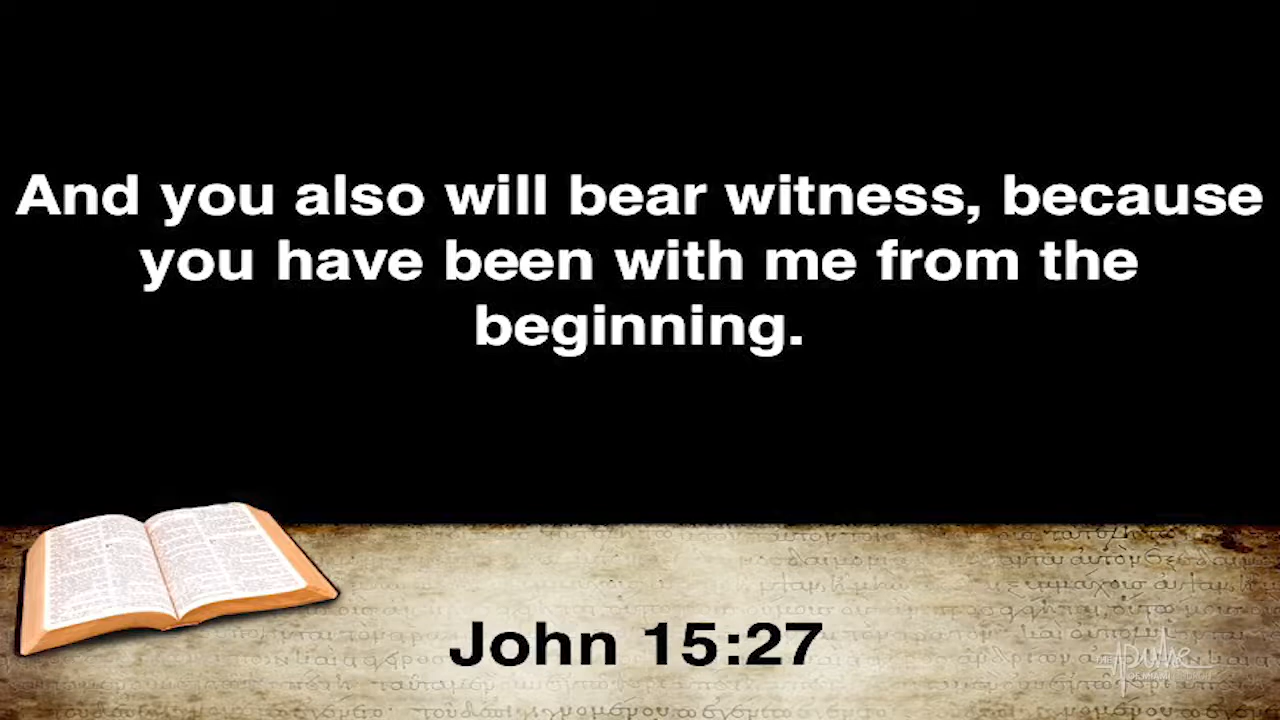 And you also will bear witness, because
you have been with me from the
beginning.
John 15:27